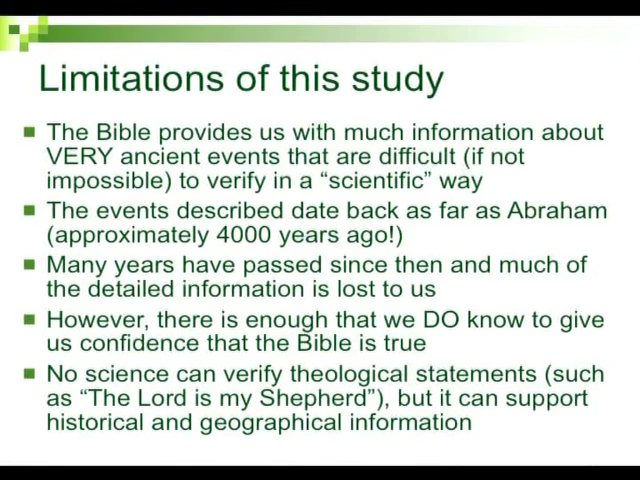 Limitations of this study
The Bible provides us with much information about
VERY ancient events that are difficult (if not
impossible) to verify in a “scientific” way
The events described date back as far as Abraham
(approximately 4000 years ago!)
Many years have passed since then and much of
the detailed information is lost to us
However, there is enough that we DO know to give
us confidence that the Bible is true
No science can verify theological statements (such
as “The Lord is my Shepherd”), but it can support
historical and geographical information